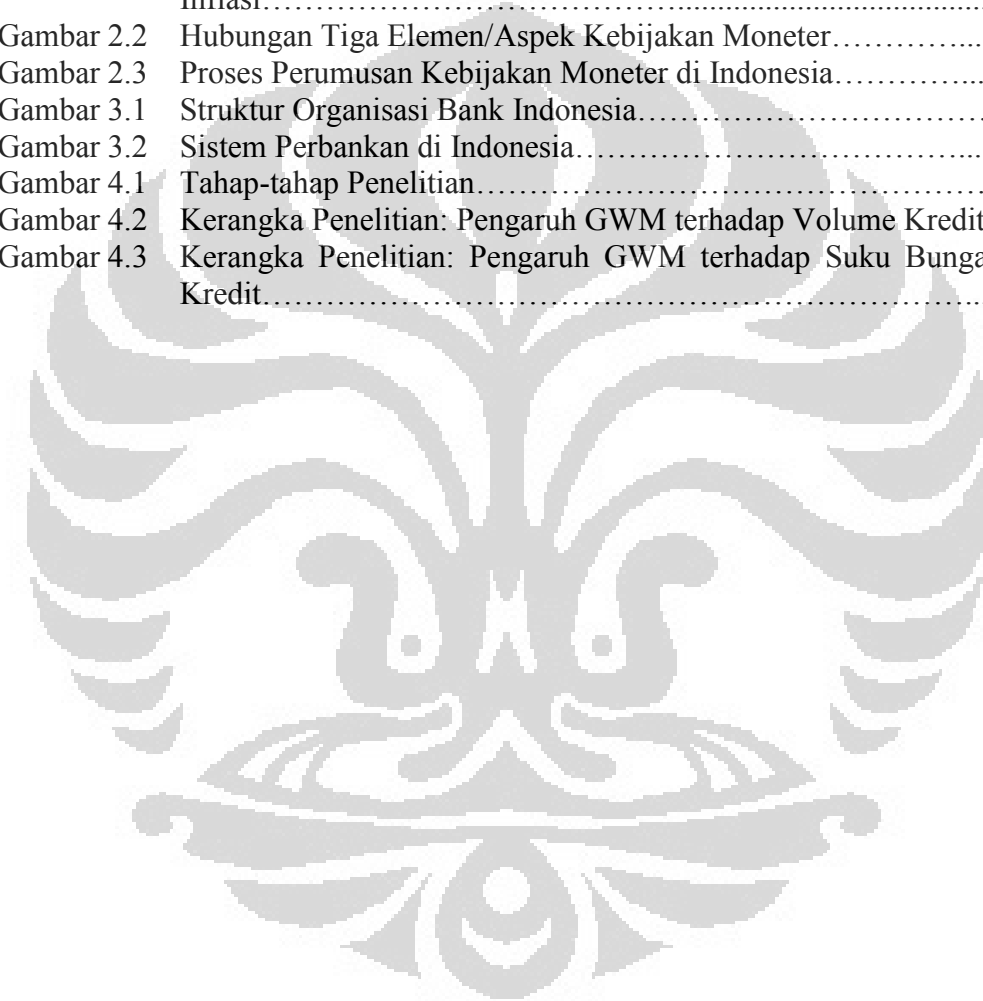 Inflasi……………………………………...............................................
Gambar 2.2 Hubungan Tiga Elemen/Aspek Kebijakan Moneter…………....
Gambar 2.3 Proses Perumusan Kebijakan Moneter di Indonesia…………....
Gambar 3.1 Struktur Organisasi Bank Indonesia……………………………….
Gambar 3.2 Sistem Perbankan di Indonesia…………………………………....
Gambar 4.1 Tahap-tahap Penelitian…………………………………………….
Gambar 4.2 Kerangka Penelitian: Pengaruh GWM terhadap Volume Kredit
Gambar 4.3 Kerangka Penelitian: Pengaruh GWM terhadap Suku Bunga
Kredit…………………………………………………………………....